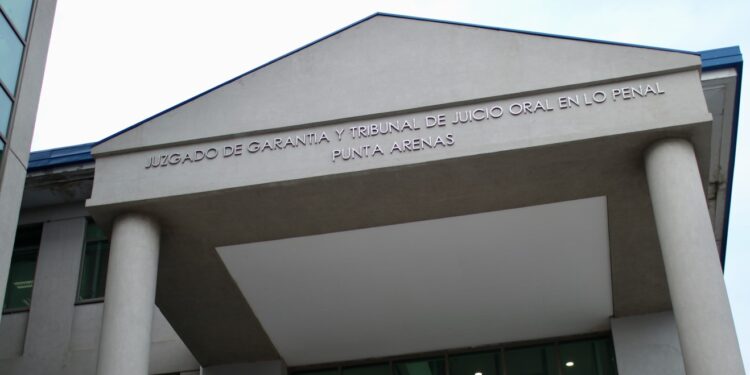 JUZGADO DE GARANTIA Y TRIBUNAL DE JUICIO ORAL EN LO PENAL
PUNTA ARENAS